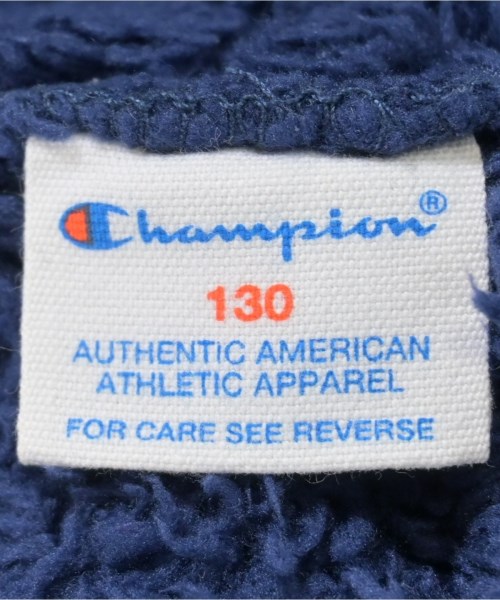 Champion®
130
AUTHENTIC AMERICAN
ATHLETIC APPAREL
FOR CARE SEE REVERSE